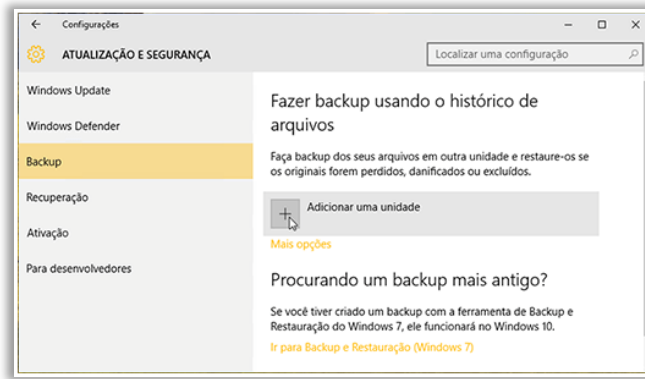 Configurações
ATUALIZAÇÃO E SEGURANÇA
Localizar uma configuração
Windows Update
Windows Defender
Backup
Recuperação
Ativação
Para desenvolvedores
Fazer backup usando o histórico de
arquivos
Faça backup dos seus arquivos em outra unidade e restaure-os se
os originais forem perdidos, danificados ou excluídos.
Adicionar uma unidade
Mais opções
Procurando um backup mais antigo?
Se você tiver criado um backup com a ferramenta de Backup e
Restauração do Windows 7, ele funcionará no Windows 10.
Ir para Backup e Restauração (Windows 7)